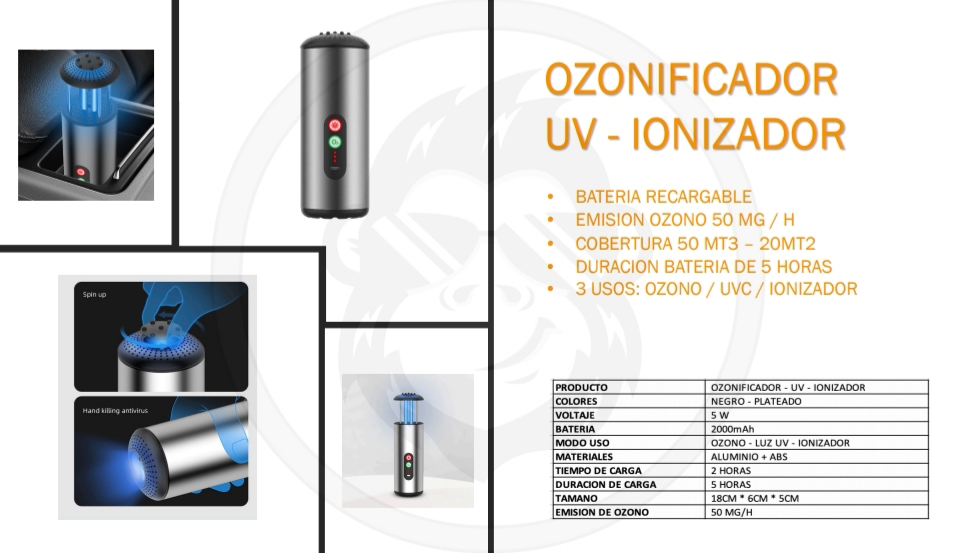 OZONIFICADOR
UV - IONIZADOR
• BATERIA RECARGABLE
• EMISION OZONO 50 MG / H
• COBERTURA 50 MT3 – 20MT2
• DURACION BATERIA DE 5 HORAS
• 3 USOS: OZONO / UVC / IONIZADOR
Spin up
Hand killing antivirus
PRODUCTO OZONIFICADOR - UV - IONIZADOR
COLORES NEGRO - PLATEADO
VOLTAJE 5 W
BATERIA 2000mAh
MODO USO OZONO - LUZ UV - IONIZADOR
MATERIALES ALUMINIO + ABS
TIEMPO DE CARGA 2 HORAS
DURACION DE CARGA 5 HORAS
TAMANO 18CM * 6CM * 5CM
EMISION DE OZONO 50 MG/H